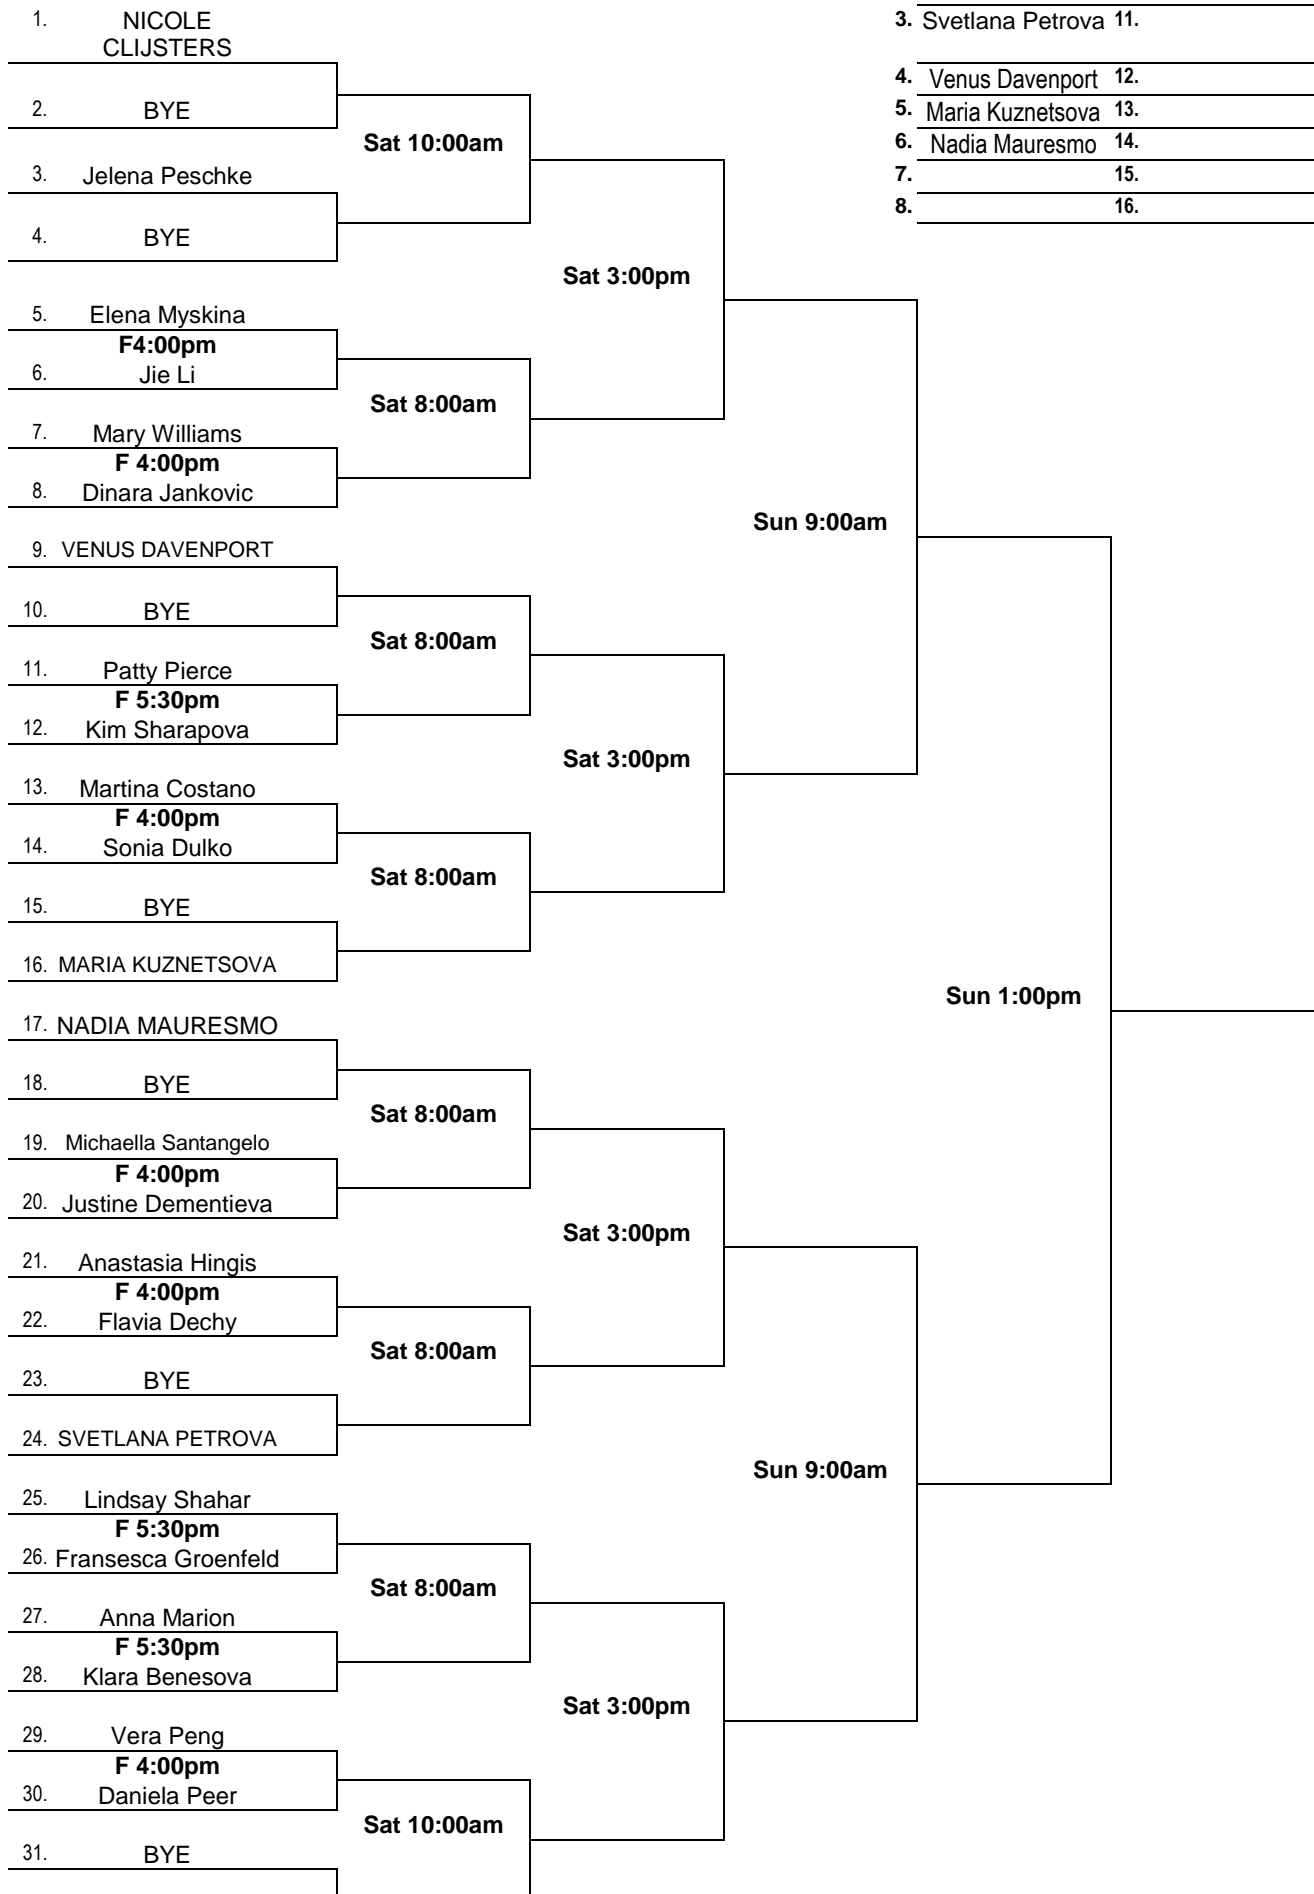 1. NICOLE
CLIJSTERS
3. Svetlana Petrova 11.
4. Venus Davenport 12.
2. BYE
5. Maria Kuznetsova 13.
Sat 10:00am
6. Nadia Mauresmo 14.
3. Jelena Peschke
7. 15.
8. 16.
4. BYE
Sat 3:00pm
5. Elena Myskina
F4:00pm
6. Jie Li
Sat 8:00am
7. Mary Williams
F 4:00pm
8. Dinara Jankovic
Sun 9:00am
9. VENUS DAVENPORT
10. BYE
Sat 8:00am
11. Patty Pierce
F 5:30pm
12. Kim Sharapova
Sat 3:00pm
13. Martina Costano
F 4:00pm
14. Sonia Dulko
Sat 8:00am
15. BYE
16. MARIA KUZNETSOVA
Sun 1:00pm
17. NADIA MAURESMO
18. BYE
Sat 8:00am
19. Michaella Santangelo
F 4:00pm
20. Justine Dementieva
Sat 3:00pm
21. Anastasia Hingis
F 4:00pm
22. Flavia Dechy
Sat 8:00am
23. BYE
24. SVETLANA PETROVA
Sun 9:00am
25. Lindsay Shahar
F 5:30pm
26. Fransesca Groenfeld
Sat 8:00am
27. Anna Marion
F 5:30pm
28. Klara Benesova
Sat 3:00pm
29. Vera Peng
F 4:00pm
30. Daniela Peer
Sat 10:00am
31. BYE